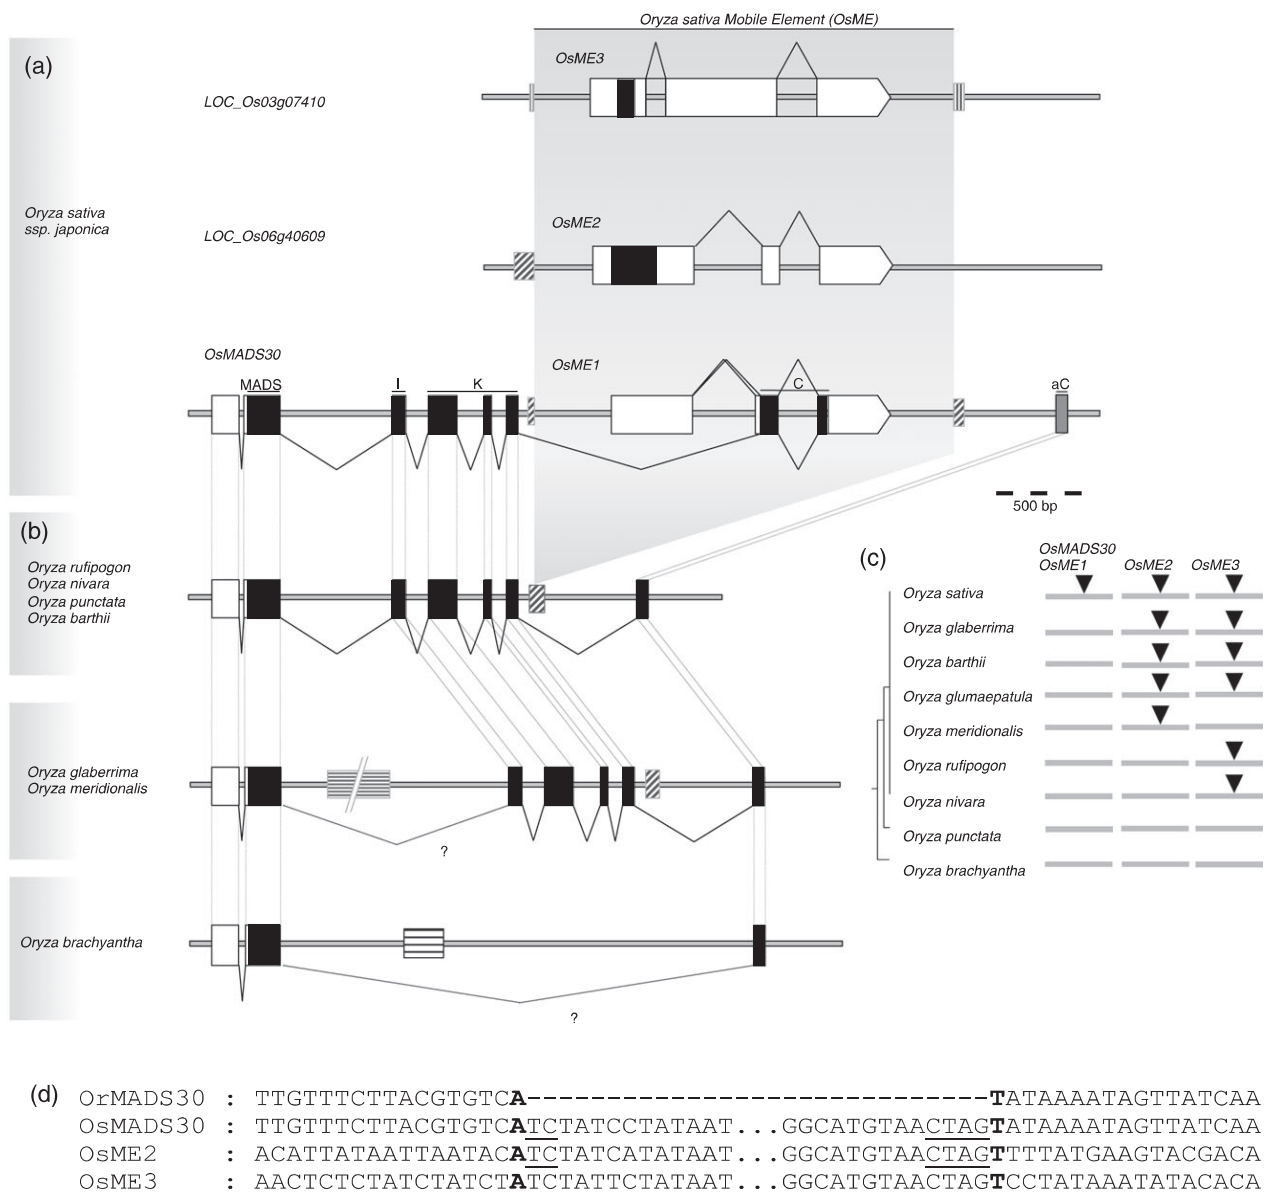 Oryza sativa Mobile Element (OsME)
(a)
OsME3
LOC_Os03g07410
Oryza sativa
ssp. japonica
OsME2
LOC_Os06g40609
OsMADS30
OsME1
MADS
I
K
C
aC
500 bp
(b)
Oryza rufipogon
Oryza nivara
Oryza punctata
Oryza barthii
Oryza glaberrima
Oryza meridionalis
?
Oryza brachyantha
?
(c)
OsMADS30
OsME1 OsME2 OsME3
Oryza sativa
Oryza glaberrima
Oryza barthii
Oryza glumaepatula
Oryza meridionalis
Oryza rufipogon
Oryza nivara
Oryza punctata
Oryza brachyantha
(d)
OrMADS30 : TTGTTTCTTACGTGTCA-----------------------------TATAAAATAGTTATCAA
OsMADS30 : TTGTTTCTTACGTGTCATCTATCCTATAAT...GGCATGTAACTAGTATAAAATAGTTATCAA
OsME2 : ACATTATAATTAATACATCTATCATATAAT...GGCATGTAACTAGTTTTATGAAGTACGACA
OsME3 : AACTCTCTATCTATCTATCTATTCTATAAT...GGCATGTAACTAGTCCTATAAATATACACA